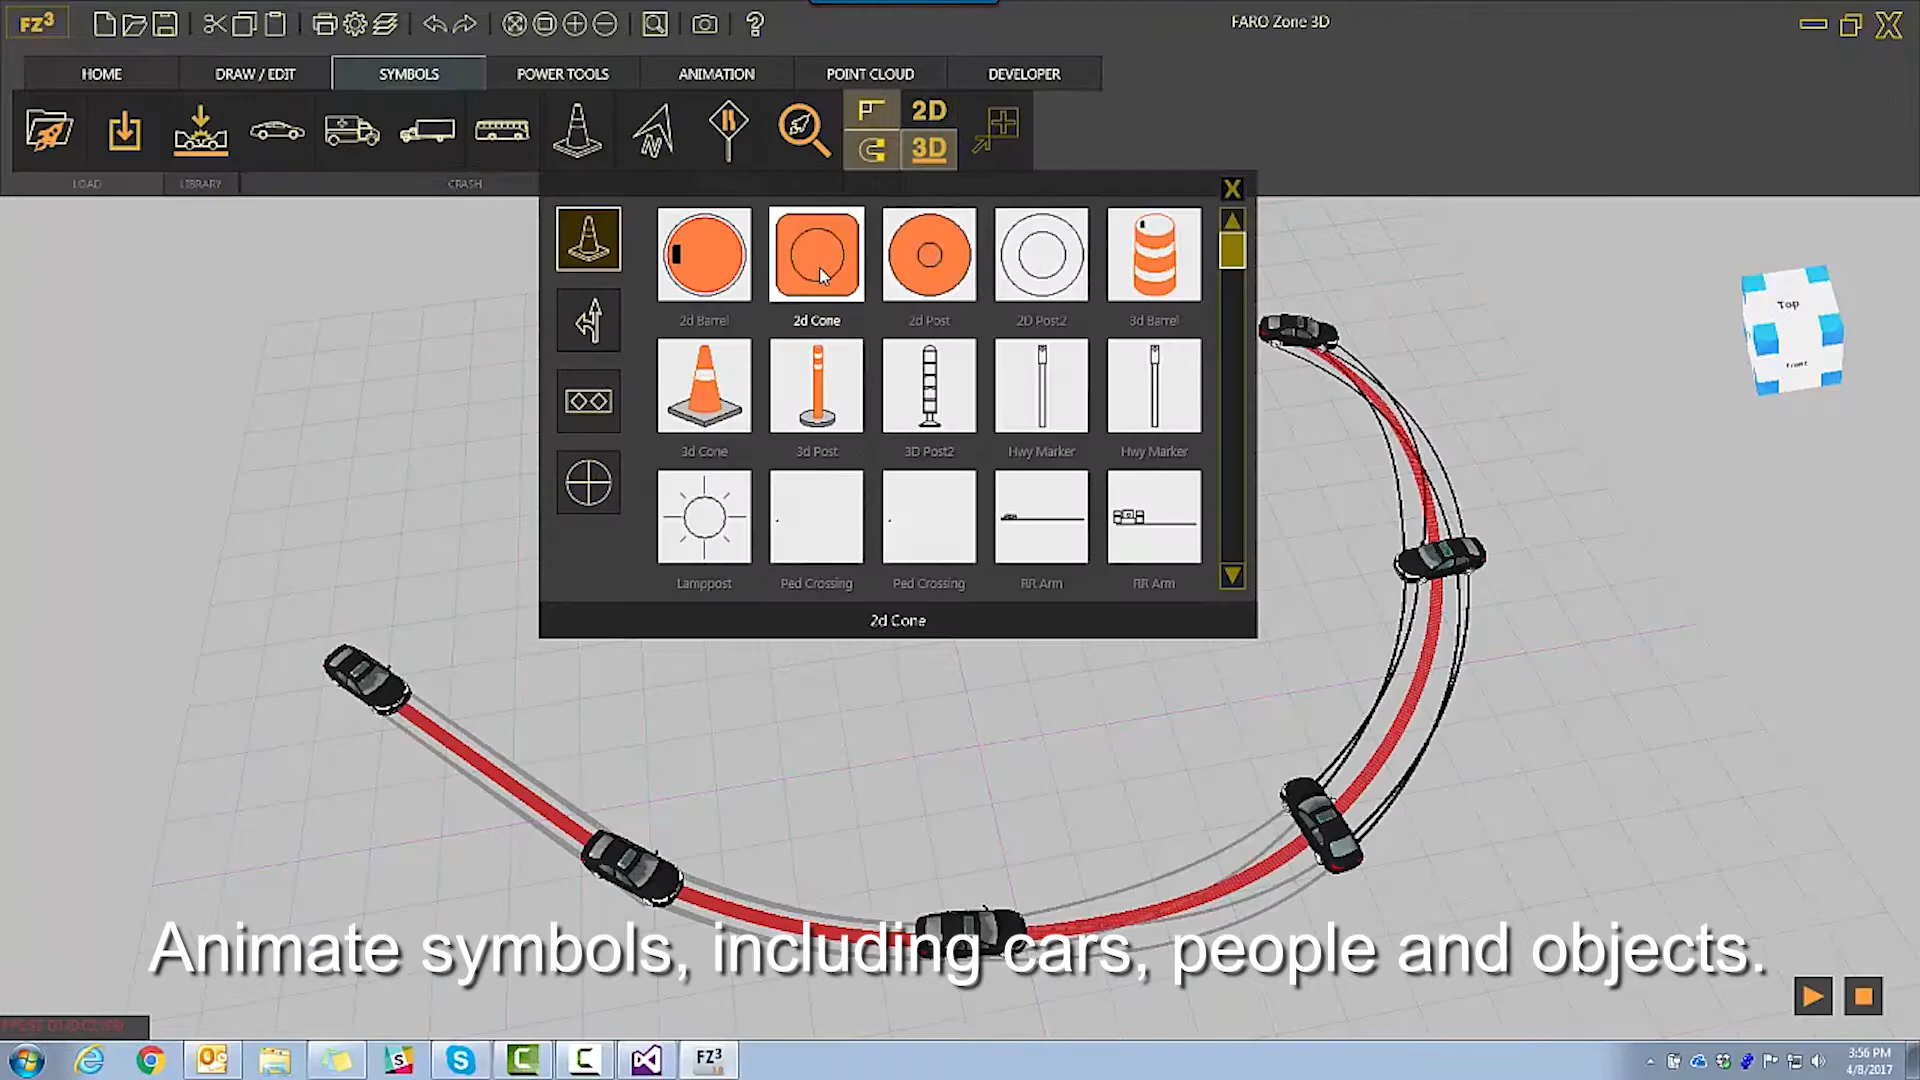 FZ3
FARO Zone 3D
HOME
DRAW / EDIT
SYMBOLS
POWER TOOLS
ANIMATION
POINT CLOUD
DEVELOPER
N
2D
3D
LOAD
LIBRARY
CRASH
X
2d Barrel
2d Cone
2d Post
2D Post2
3d Barrel
3d Cone
3d Post
3D Post2
Hwy Marker
Hwy Marker
Lamppost
Ped Crossing
Ped Crossing
RR Arm
RR Arm
2d Cone
Top
Front
Animate symbols, including cars, people and objects.
FZ3
3:56 PM
4/8/2017